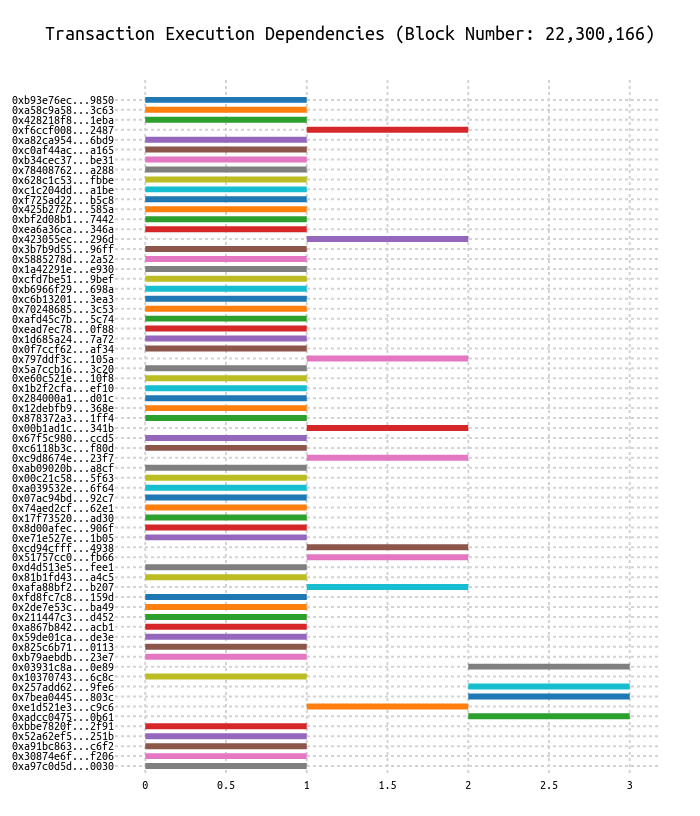 Transaction Execution Dependencies (Block Number: 22,300,166)
0xb93e76ec...9850
0xa58c9a58...3c63
0x428218f8...1eba
0xf6ccf008...2487
0xa82ca954...6bd9
0xc0af44ac...a165
0xb34cec37...be31
0x78408762...a288
0x628c1c53...fbbe
0xc1c204dd...a1be
0xf725ad22...b5c8
0x425b272b...585a
0xbf2d08b1...7442
0xea6a36ca...346a
0x423055ec...296d
0x3b7b9d55...96ff
0x5885278d...2a52
0x1a42291e...e930
0xcfd7be51...9bef
0xb6966f29...698a
0xc6b13201...3ea3
0x70248685...3c53
0xafd45c7b...5c74
0xead7ec78...0f88
0x1d685a24...7a72
0x0f7ccf62...af34
0x797ddf3c...105a
0x5a7ccb16...3c20
0xe60c521e...10f8
0x1b2f2cfa...ef10
0x284000a1...d01c
0x12debfb9...368e
0x878372a3...1ff4
0x00b1ad1c...341b
0x67f5c980...ccd5
0xc6118b3c...f80d
0xc9d8674e...23f7
0xab09020b...a8cf
0x00c21c58...5f63
0xa039532e...6f64
0x07ac94bd...92c7
0x74aed2cf...62e1
0x17f73520...ad30
0x8d00afec...906f
0xe71e527e...1b05
0xcd94cfff...4938
0x51757cc0...fb66
0xd4d513e5...fee1
0x81b1fd43...a4c5
0xafa88bf2...b207
0xfd8fc7c8...159d
0x2de7e53c...ba49
0x211447c3...d452
0xa867b842...acb1
0x59de01ca...de3e
0x825c6b71...0113
0xb79aebdb...23e7
0x03931c8a...0e89
0x10370743...6c8c
0x257add62...9fe6
0x7bea0445...803c
0xe1d521e3...c9c6
0xadcc0475...0b61
0xbbe7820f...2f91
0x52a62ef5...251b
0xa91bc863...c6f2
0x30874e6f...f206
0xa97c0d5d...0030
0 0.5 1 1.5 2 2.5 3